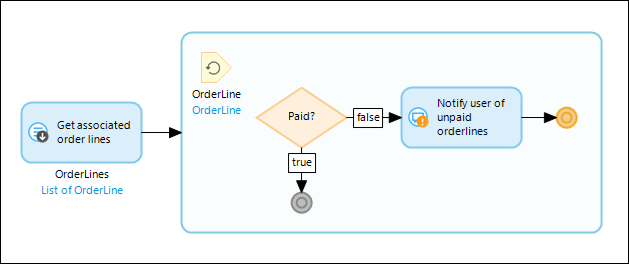 Get associated
order lines
OrderLines
List of OrderLine
OrderLine
OrderLine
Paid?
false
true
Notify user of
unpaid
orderlines